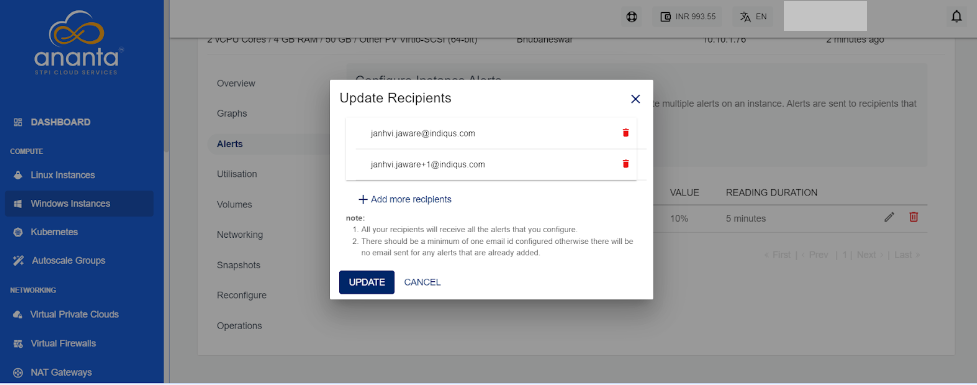 INR 993.55
EN
ananta
STPI CLOUD SERVICES
2 vCPU Cores / 4 GB RAM / 50 GB / Other PV Virtio-SCSI (64-bit)
Bhubaneswar
10.10.1.76
2 minutes ago
DASHBOARD
COMPUTE
Linux Instances
Windows Instances
Kubernetes
Autoscale Groups
NETWORKING
Virtual Private Clouds
Virtual Firewalls
NAT Gateways
Overview
Graphs
Alerts
Utilisation
Volumes
Networking
Snapshots
Reconfigure
Operations
Configure Instance Alerts
te multiple alerts on an instance. Alerts are sent to recipients that
Update Recipients
janhvi.jaware@indiqus.com
janhvi.jaware+1@indiqus.com
Add more recipients
note:
1. All your recipients will receive all the alerts that you configure.
2. There should be a minimum of one email id configured otherwise there will be
no email sent for any alerts that are already added.
UPDATE
CANCEL
VALUE
READING DURATION
10%
5 minutes
« First | ‹ Prev | 1 | Next › | Last »